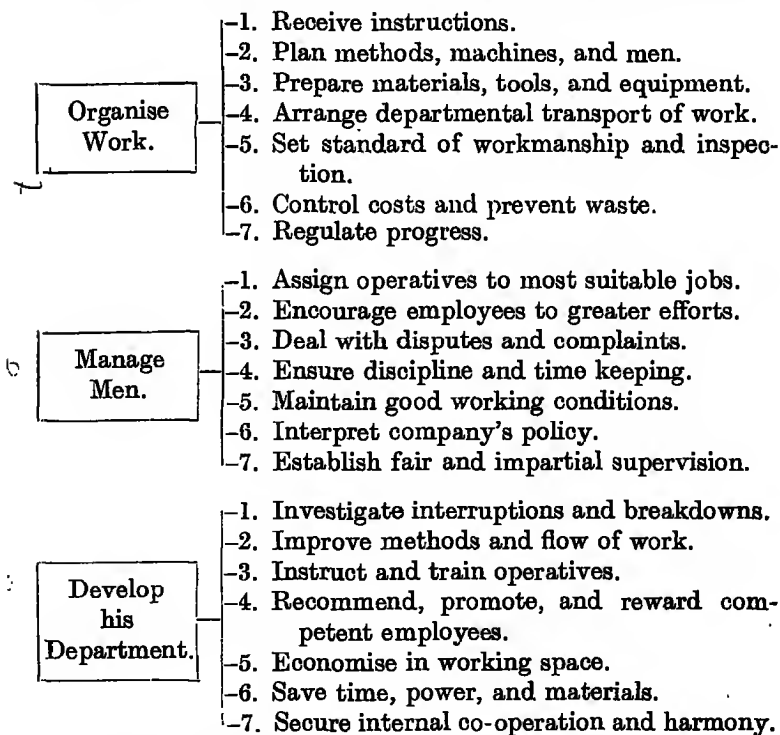 Organise
Work.
-1. Receive instructions.
-2. Plan methods, machines, and men.
-3. Prepare materials, tools, and equipment.
-4. Arrange departmental transport of work.
-5. Set standard of workmanship and inspec-
tion.
-6. Control costs and prevent waste.
-7. Regulate progress.
Manage
Men.
-1. Assign operatives to most suitable jobs.
-2. Encourage employees to greater efforts.
-3. Deal with disputes and complaints.
-4. Ensure discipline and time keeping.
-5. Maintain good working conditions.
-6. Interpret company's policy.
-7. Establish fair and impartial supervision.
Develop
his
Department.
-1. Investigate interruptions and breakdowns.
-2. Improve methods and flow of work.
-3. Instruct and train operatives.
-4. Recommend, promote, and reward com-
petent employees.
-5. Economise in working space.
-6. Save time, power, and materials.
-7. Secure internal co-operation and harmony.